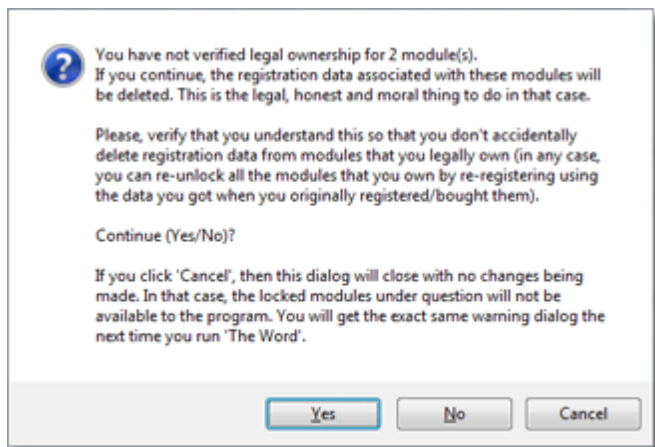 You have not verified legal ownership for 2 module(s).
If you continue, the registration data associated with these modules will
be deleted. This is the legal, honest and moral thing to do in that case.
Please, verify that you understand this so that you don't accidentally
delete registration data from modules that you legally own (in any case,
you can re-unlock all the modules that you own by re-registering using
the data you got when you originally registered/bought them).
Continue (Yes/No)?
If you click 'Cancel', then this dialog will close with no changes being
made. In that case, the locked modules under question will not be
available to the program. You will get the exact same warning dialog the
next time you run 'The Word'.
Yes No Cancel